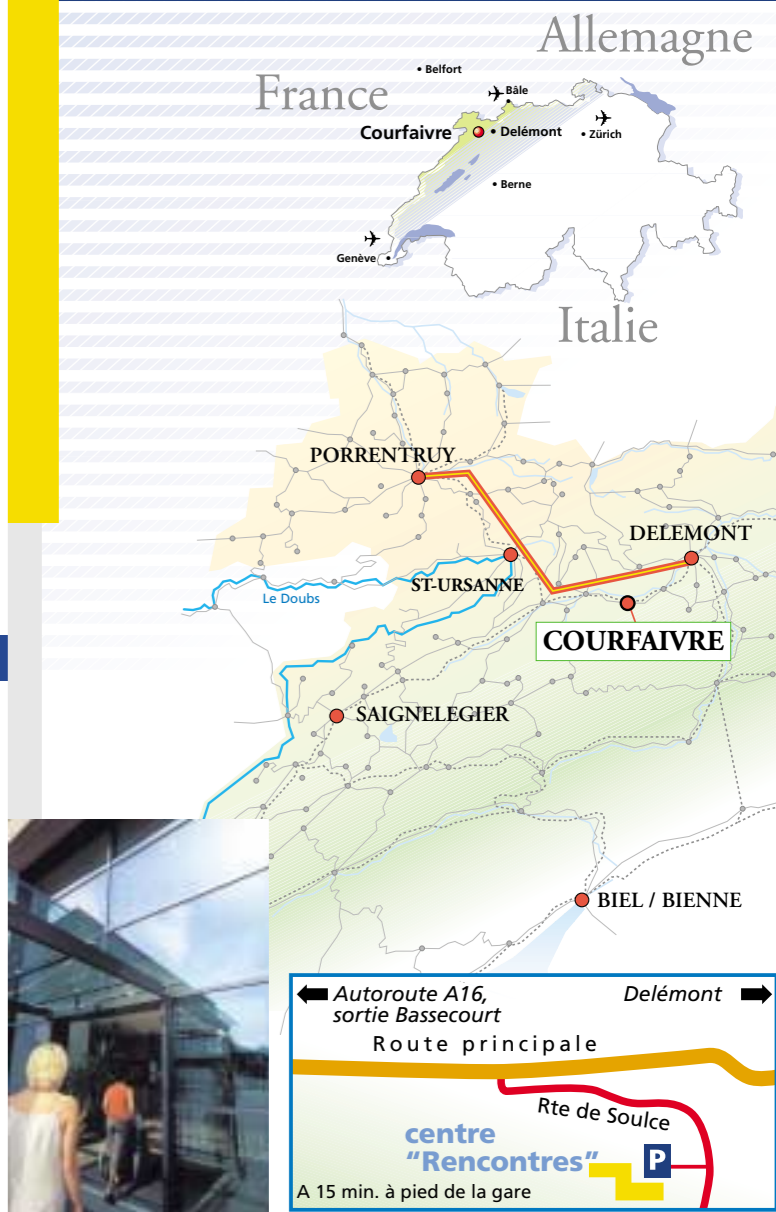 Allemagne
Belfort
France
Bâle
Courfaivre
Delémont
Zürich
Berne
Genève
Italie
PORRENTRUY
DELEMONT
ST-URSANNE
Le Doubs
COURFAIVRE
SAIGNELEGIER
BIEL / BIENNE
Autoroute A16,
sortie Bassecourt
Delémont
Route principale
Rte de Soulce
centre
"Rencontres"
P
A 15 min. à pied de la gare